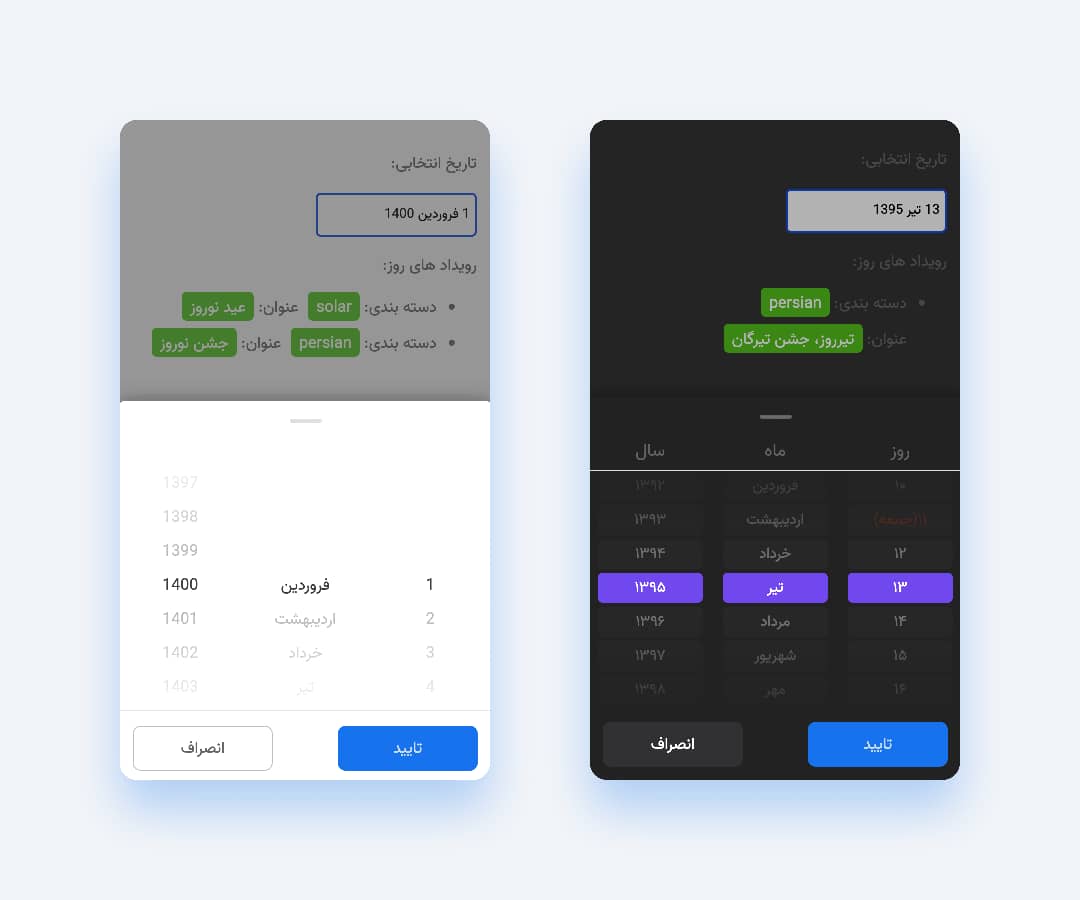 تاریخ انتخابی:
1 فروردین 1400
رویداد های روز:
• دسته بندی: solar عنوان: عید نوروز
• دسته بندی: persian عنوان: جشن نوروز
1397
1398
1399
1 فروردین 1400
2 اردیبهشت 1401
3 خرداد 1402
4 تیر 1403
تایید انصراف
تاریخ انتخابی:
13 تیر 1395
رویداد های روز:
• دسته بندی: persian
عنوان: تیرروز، جشن تیرگان
روز ماه سال
۱۰ فروردین ۱۳۹۲
۱۱(جمعه) اردیبهشت ۱۳۹۳
۱۲ خرداد ۱۳۹۴
۱۳ تیر ۱۳۹۵
۱۴ مرداد ۱۳۹۶
۱۵ شهریور ۱۳۹۷
۱۶ مهر ۱۳۹۸
تایید انصراف